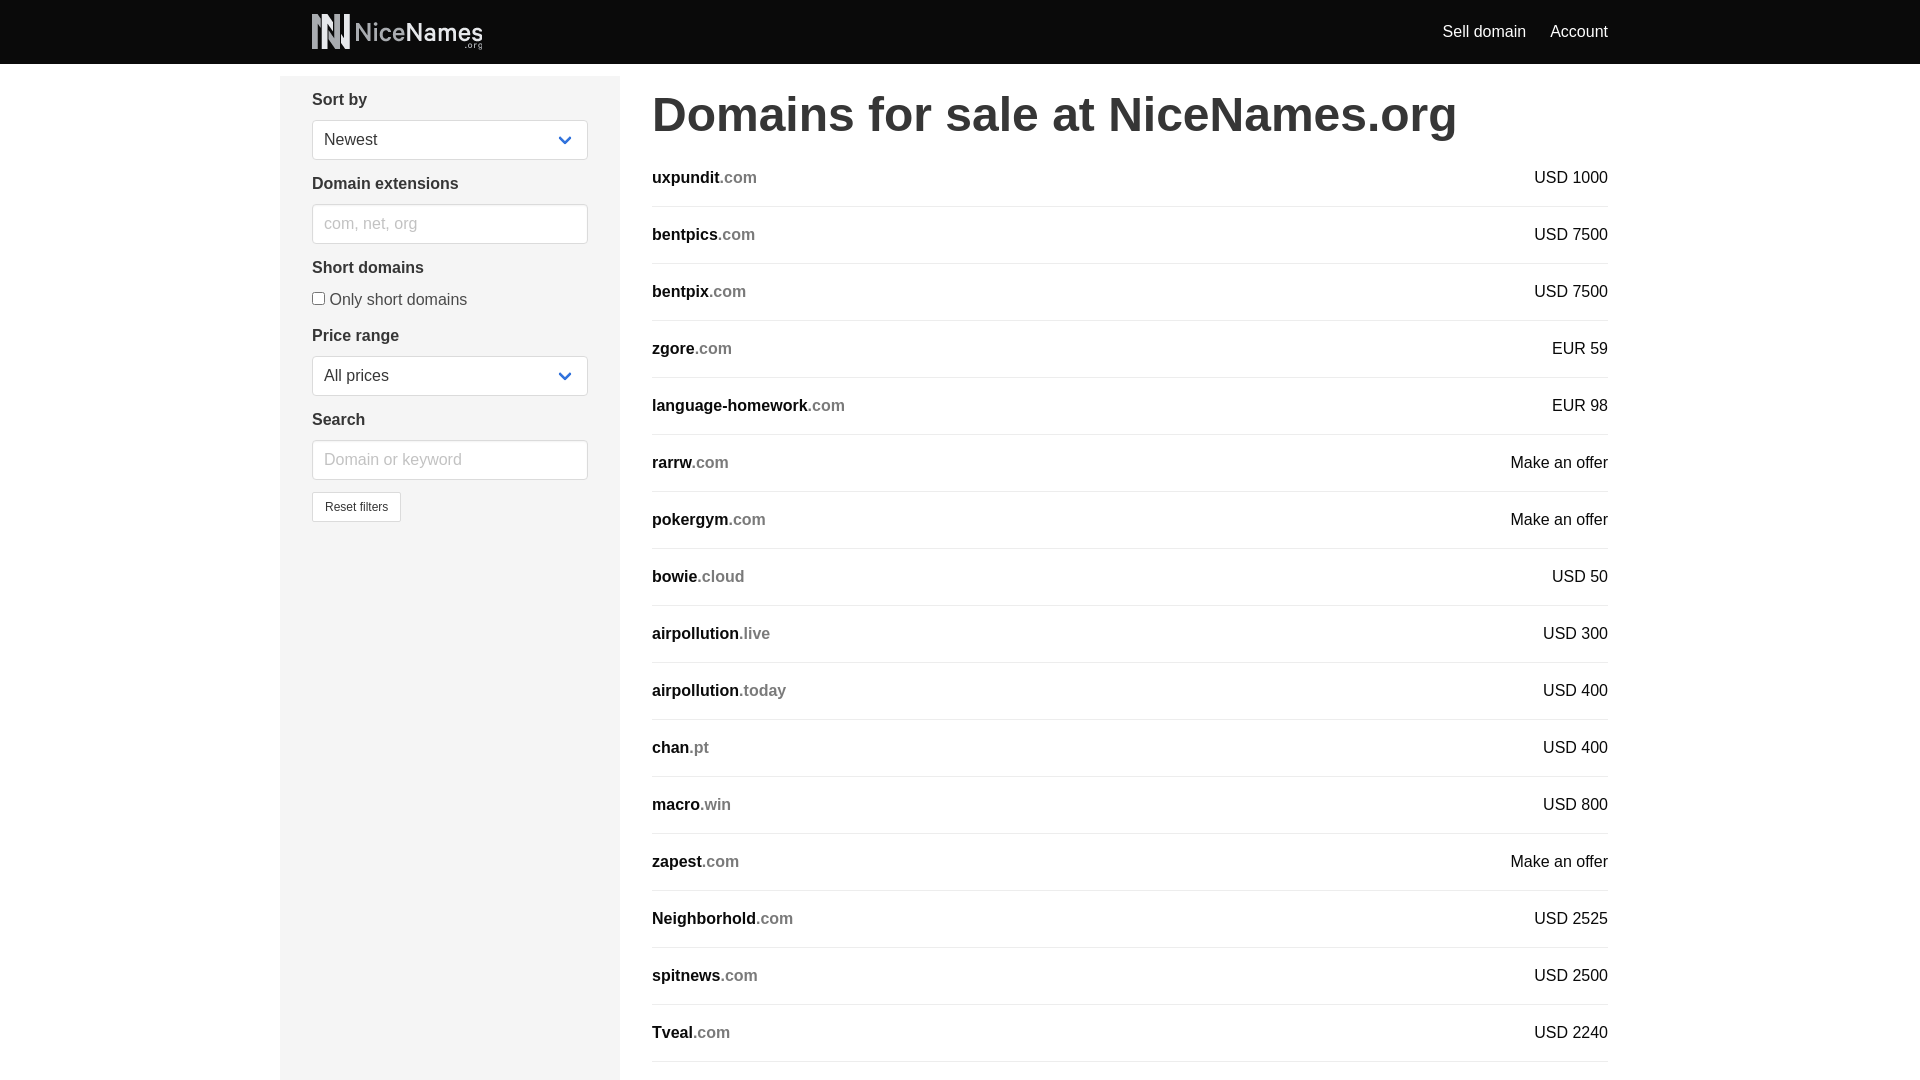 NiceNames
.org
Sell domain
Account
Sort by
Newest
Domain extensions
com, net, org
Short domains
Only short domains
Price range
All prices
Search
Domain or keyword
Reset filters
Domains for sale at NiceNames.org
uxpundit.com USD 1000
bentpics.com USD 7500
bentpix.com USD 7500
zgore.com EUR 59
language-homework.com EUR 98
rarrw.com Make an offer
pokergym.com Make an offer
bowie.cloud USD 50
airpollution.live USD 300
airpollution.today USD 400
chan.pt USD 400
macro.win USD 800
zapest.com Make an offer
Neighborhold.com USD 2525
spitnews.com USD 2500
Tveal.com USD 2240